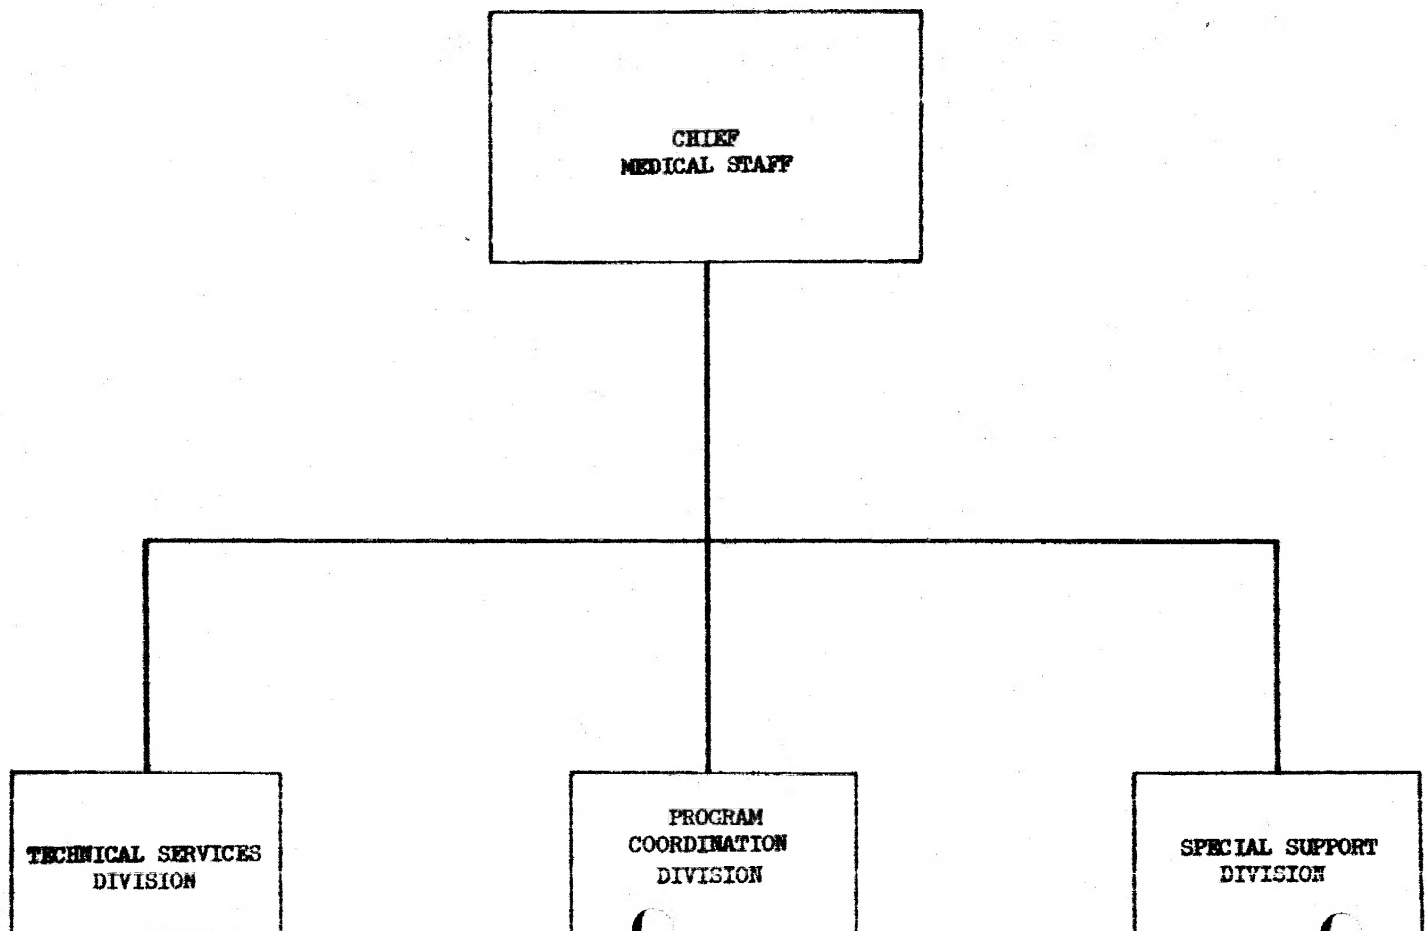 CHIEF
MEDICAL STAFF
TECHNICAL SERVICES
DIVISION
PROGRAM
COORDINATION
DIVISION
SPECIAL SUPPORT
DIVISION